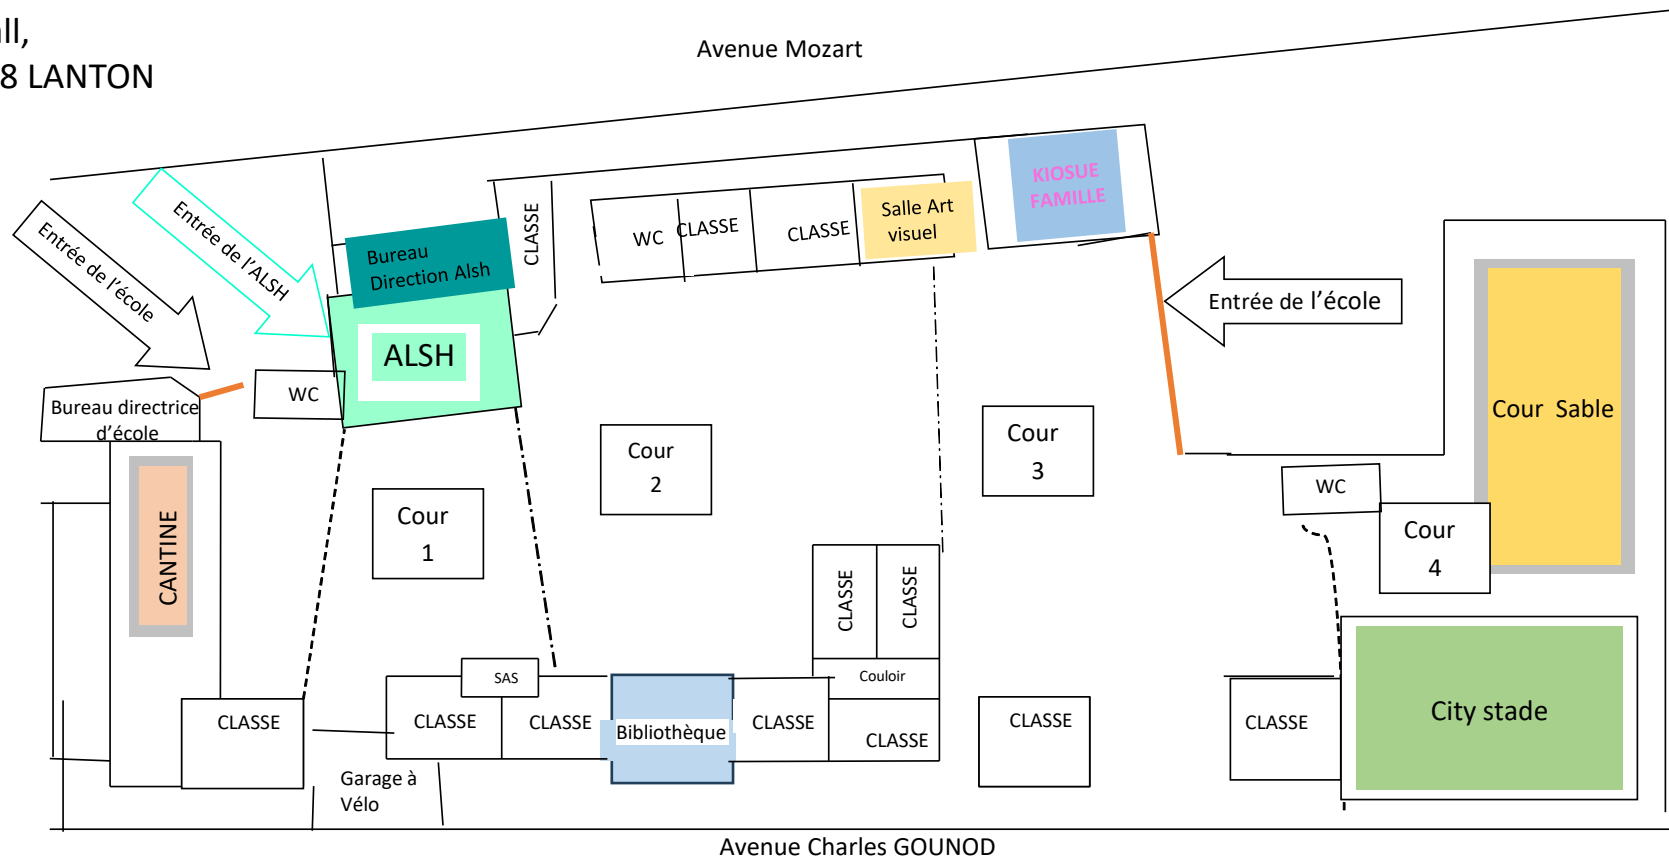 ll,
8 LANTON
Avenue Mozart
KIOSUE
FAMILLE
Entrée de l'école
Entrée de l'ALSH
Bureau
Direction Alsh
CLASSE
WC
CLASSE
CLASSE
Salle Art
visuel
Entrée de l'école
ALSH
WC
Bureau directrice
d'école
Cour
1
Cour
2
Cour
3
Cour Sable
WC
Cour
4
CANTINE
CLASSE
CLASSE
Couloir
SAS
CLASSE
CLASSE
CLASSE
Bibliothèque
CLASSE
CLASSE
CLASSE
CLASSE
City stade
Garage à
Vélo
Avenue Charles GOUNOD